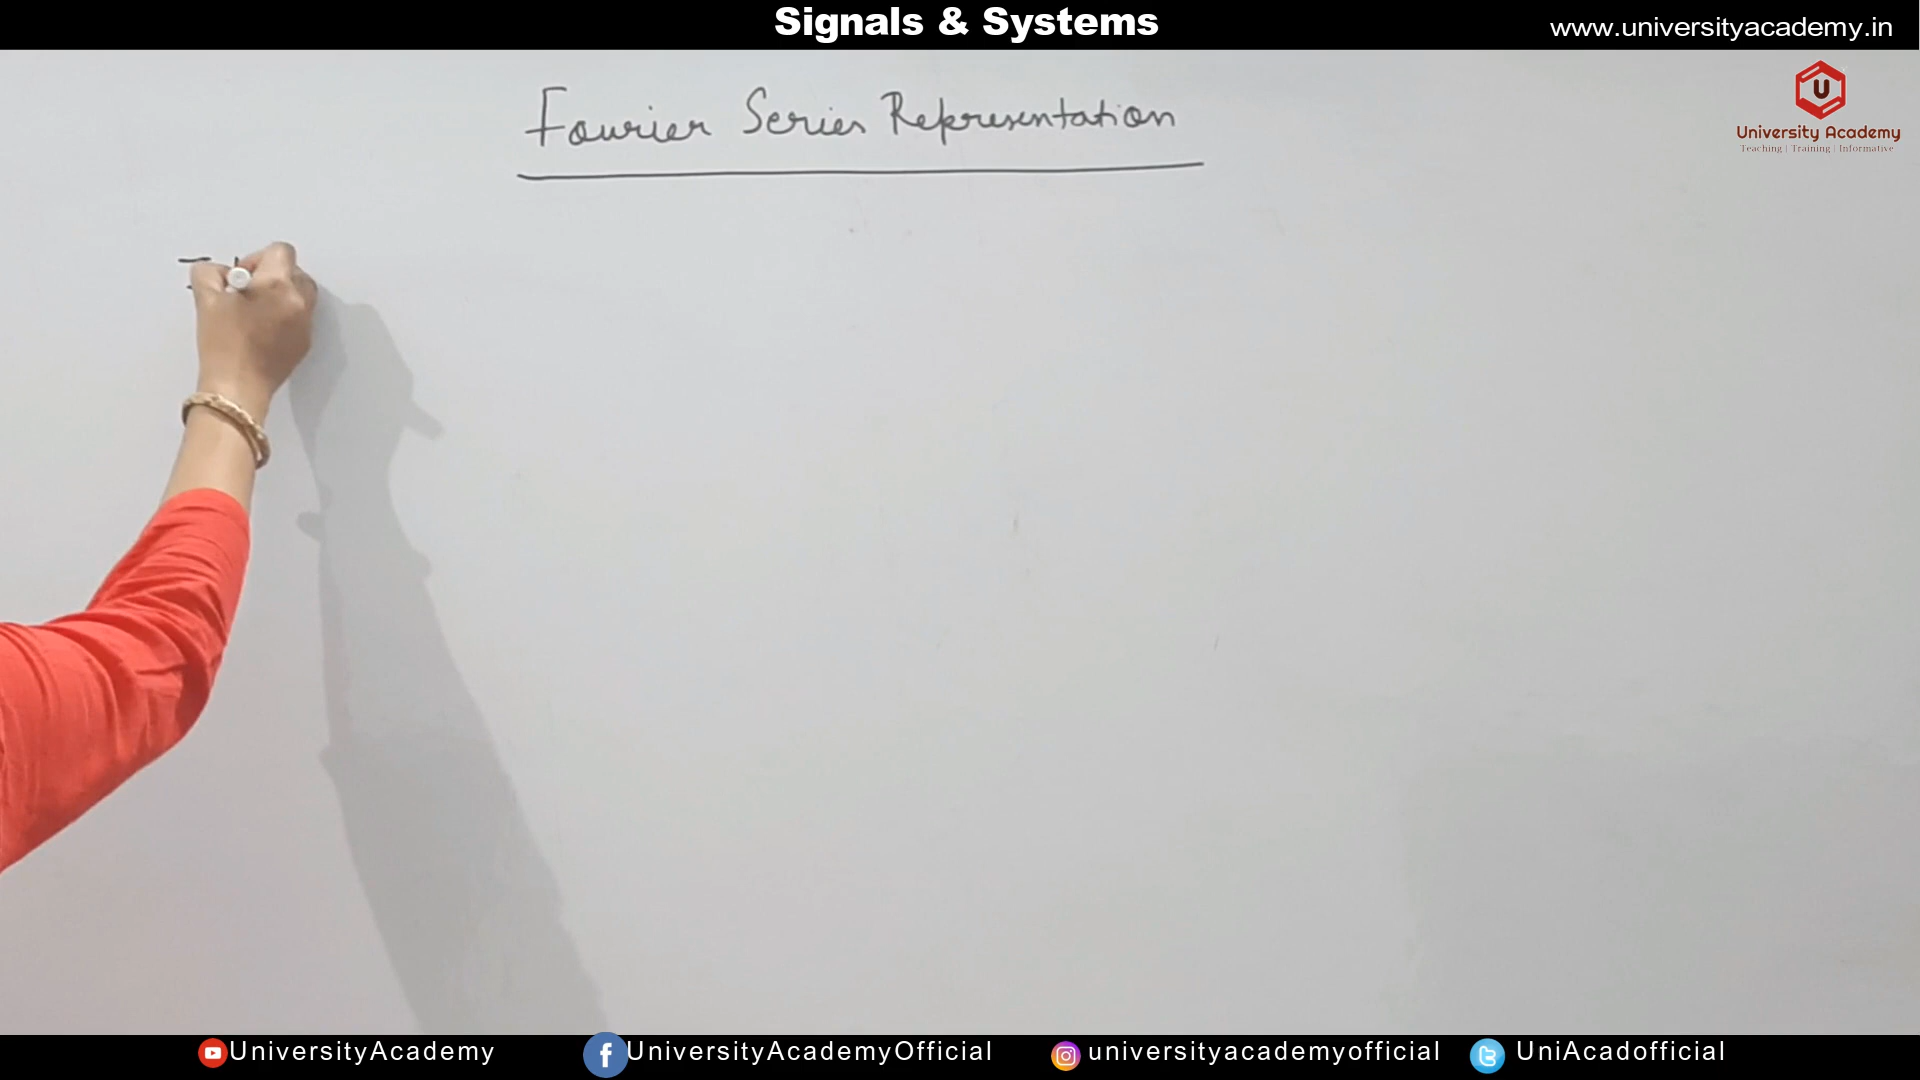 Signals & Systems
www.universityacademy.in
Fourier Series Representation
U
University Academy
Teaching | Training | Informative
UniversityAcademy
UniversityAcademyOfficial
universityacademyofficial
UniAcadofficial